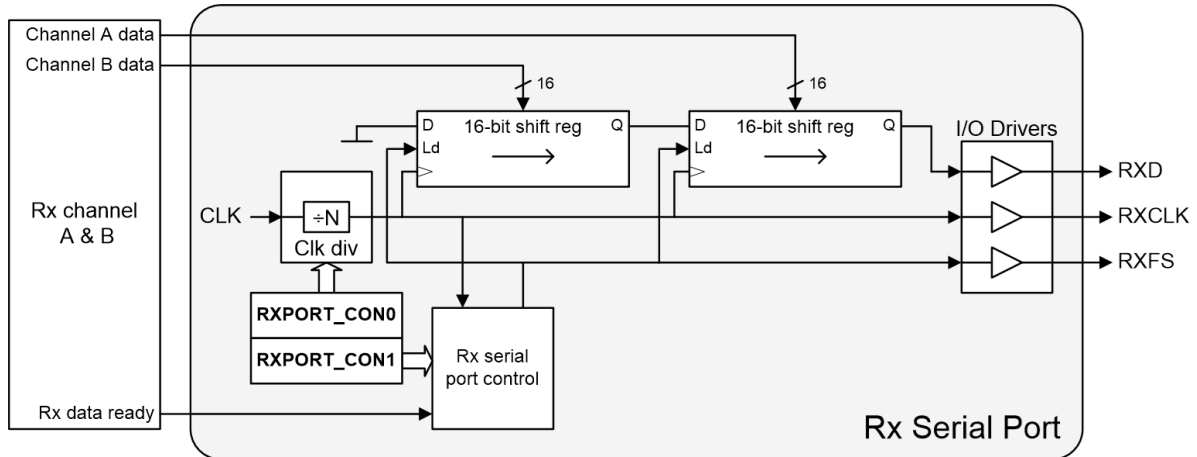 Channel A data
Channel B data
16
16
D
16-bit shift reg
Q
Ld
D
16-bit shift reg
Q
Ld
I/O Drivers
RXD
Rx channel
A & B
CLK
÷N
Clk div
RXCLK
RXFS
RXPORT_CON0
RXPORT_CON1
Rx serial
port control
Rx data ready
Rx Serial Port